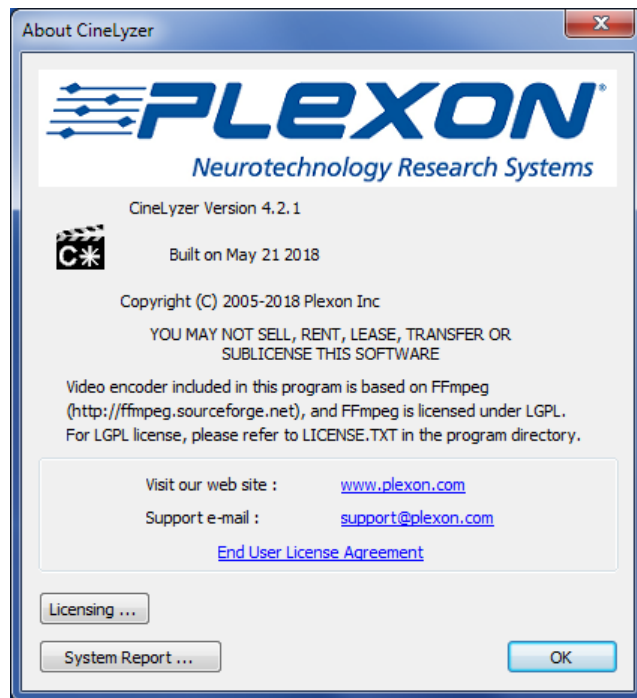 About CineLyzer
PLEXON®
Neurotechnology Research Systems
CineLyzer Version 4.2.1
C*
Built on May 21 2018
Copyright (C) 2005-2018 Plexon Inc
YOU MAY NOT SELL, RENT, LEASE, TRANSFER OR
SUBLICENSE THIS SOFTWARE
Video encoder included in this program is based on FFmpeg
(http://ffmpeg.sourceforge.net), and FFmpeg is licensed under LGPL.
For LGPL license, please refer to LICENSE.TXT in the program directory.
Visit our web site : www.plexon.com
Support e-mail : support@plexon.com
End User License Agreement
Licensing ...
System Report ... OK